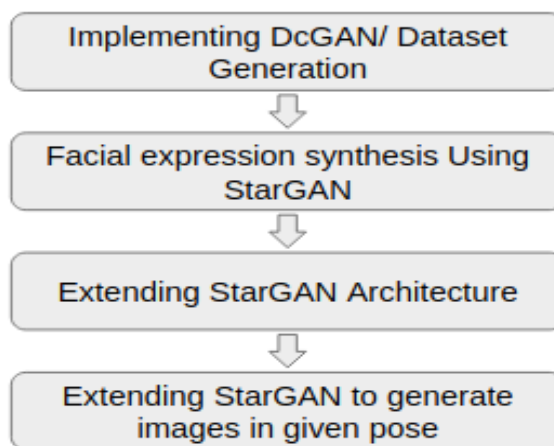 Implementing DcGAN/ Dataset
Generation
Facial expression synthesis Using
StarGAN
Extending StarGAN Architecture
Extending StarGAN to generate
images in given pose